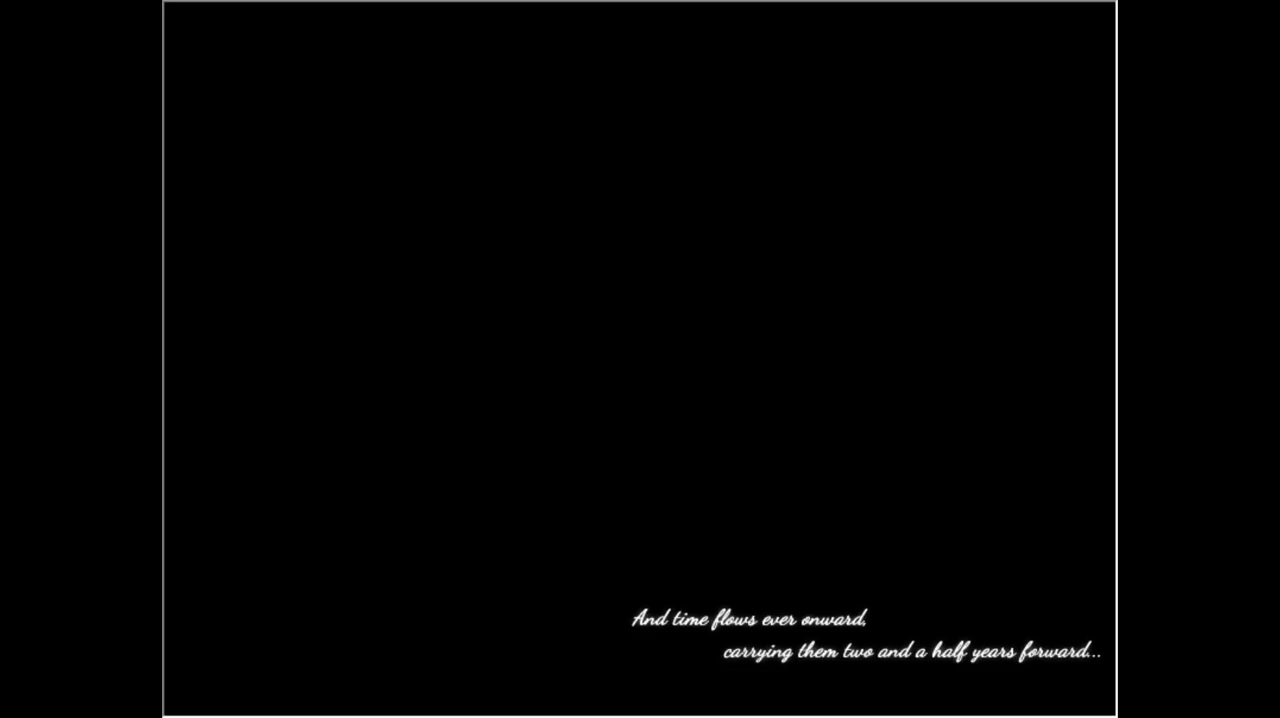 And time flows ever onward,
carrying them two and a half years forward...